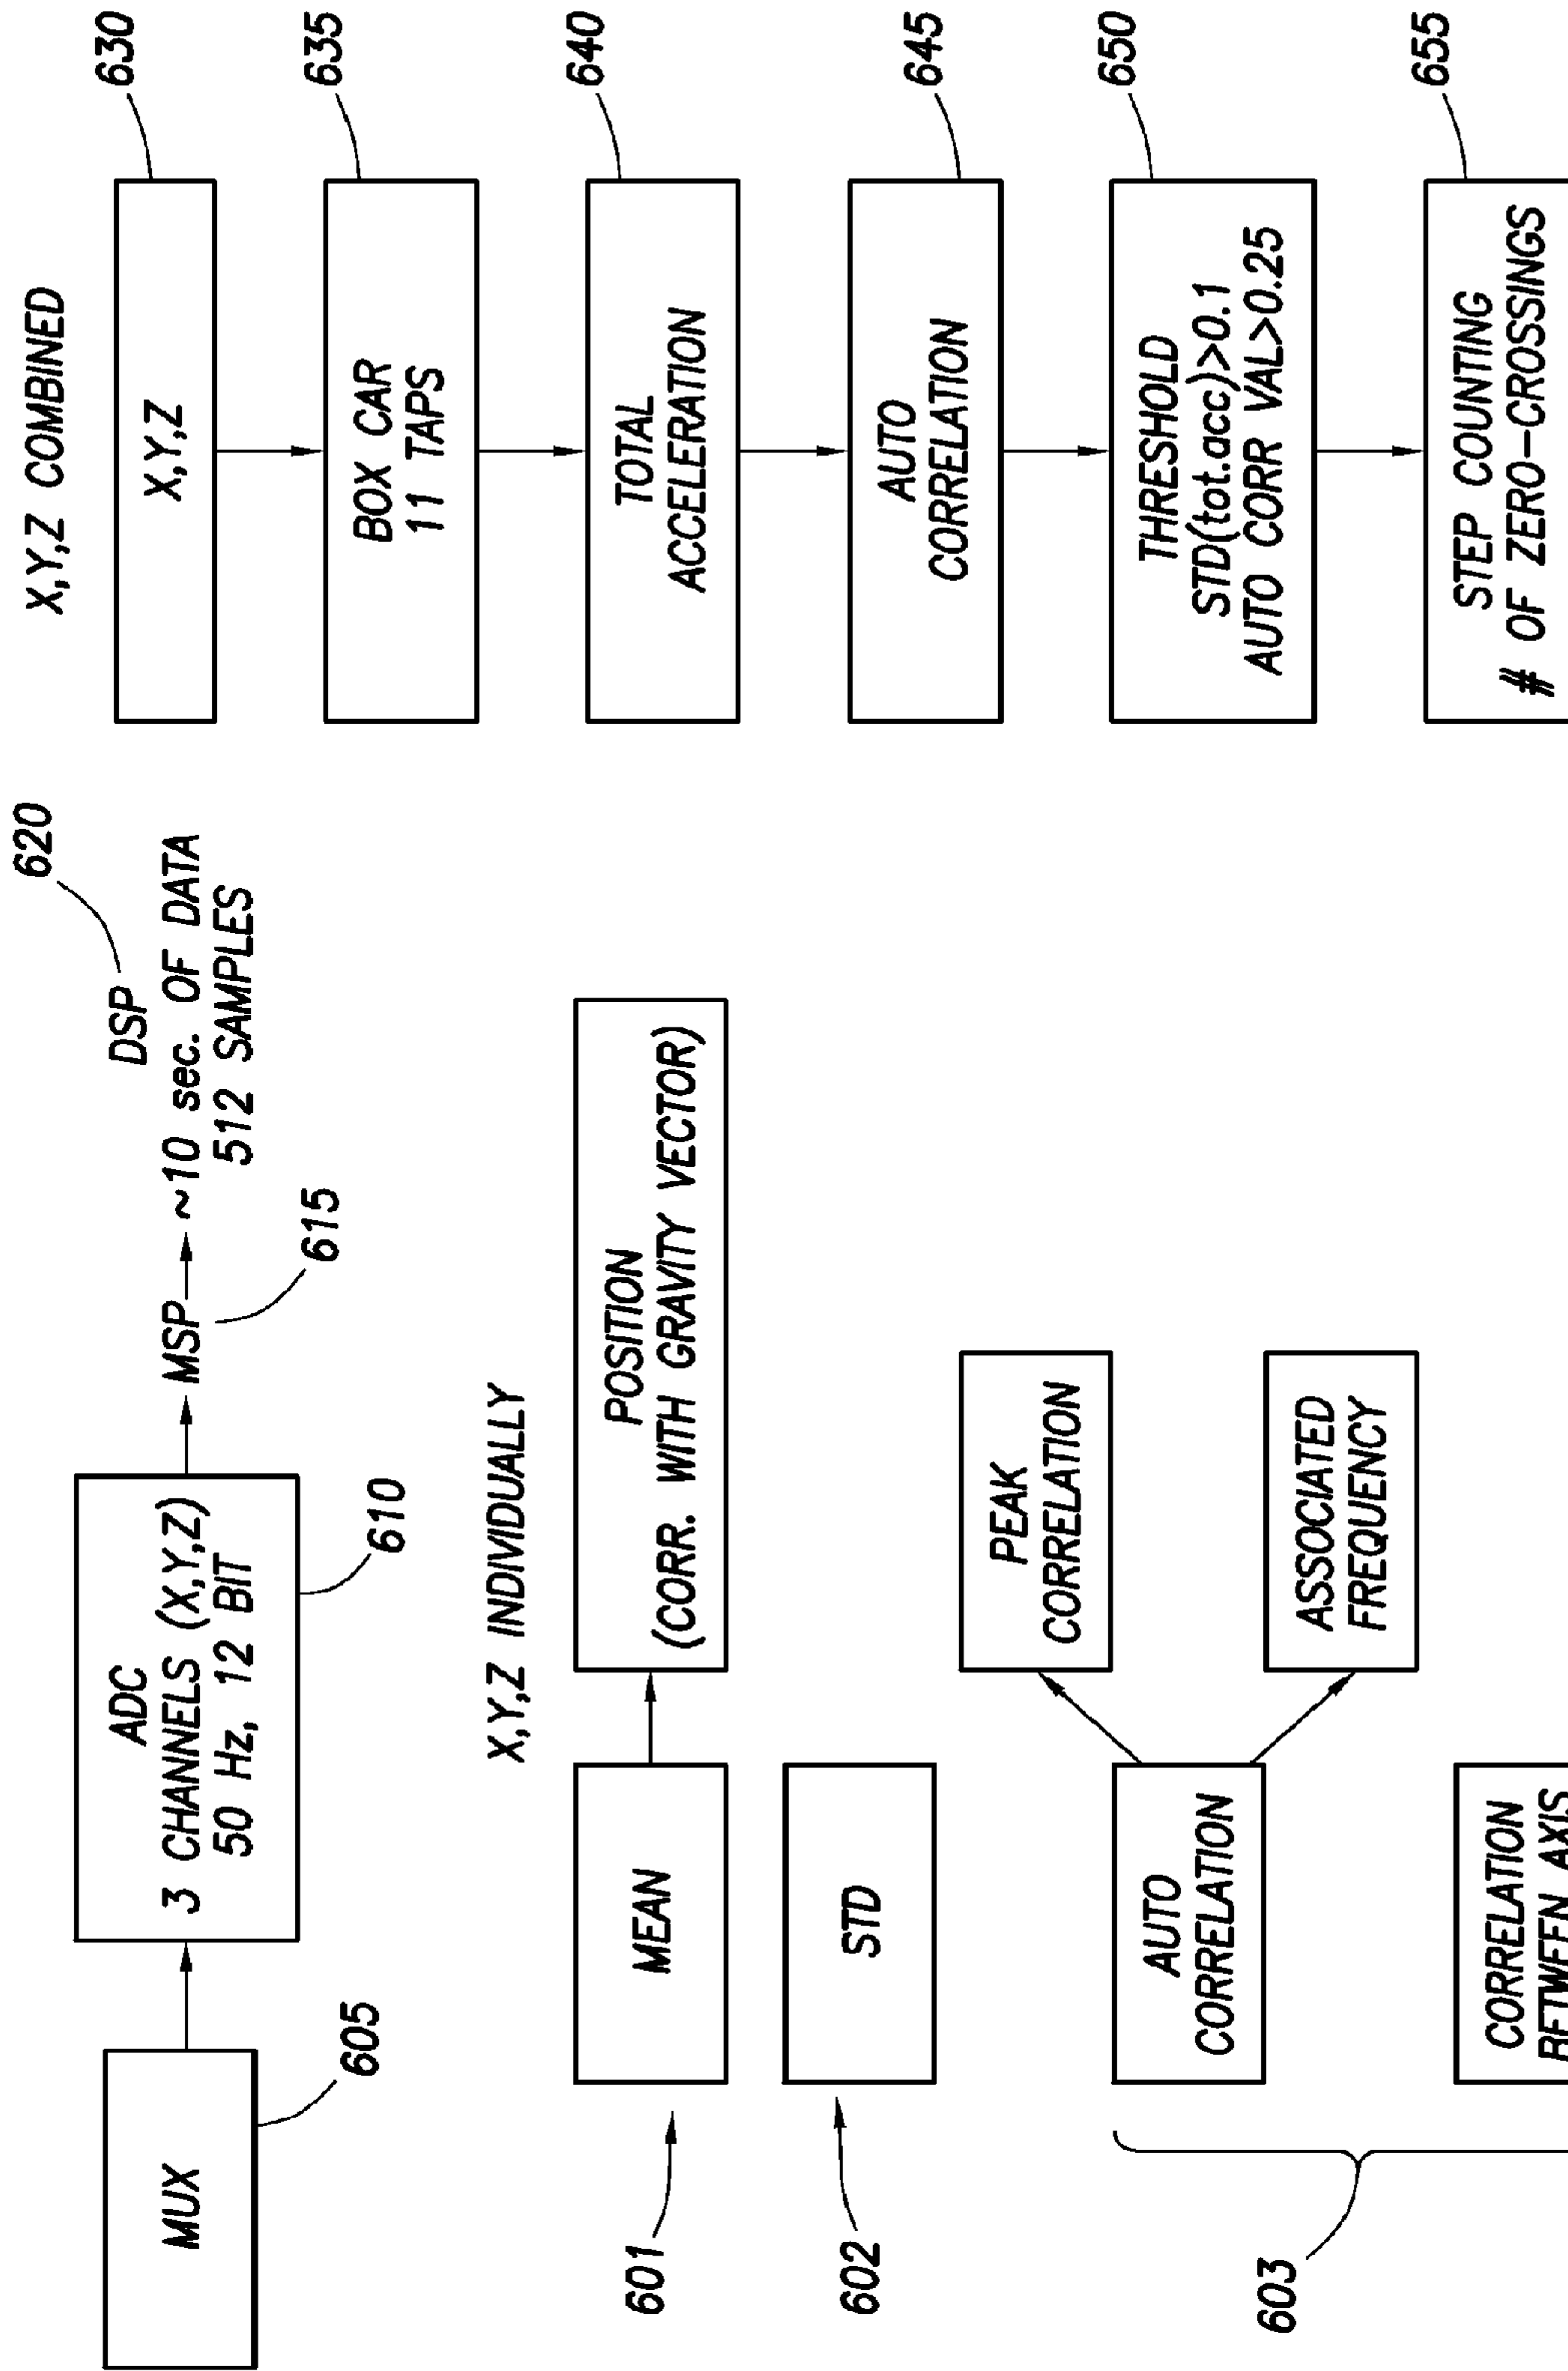 620
DSP
MUX
ADC
3 CHANNELS (X,Y,Z)
50 Hz, 12 BIT
MSP
~10 sec. OF DATA
512 SAMPLES
605
610
615
X,Y,Z INDIVIDUALLY
601
MEAN
POSITION
(CORR. WITH GRAVITY VECTOR)
602
STD
603
AUTO
CORRELATION
PEAK
CORRELATION
ASSOCIATED
FREQUENCY
CORRELATION
BETWEEN AXIS
X,Y,Z COMBINED
630
X,Y,Z
635
BOX CAR
11 TAPS
640
TOTAL
ACCELERATION
645
AUTO
CORRELATION
650
THRESHOLD
STD(tot.acc)>0.1
AUTO CORR VAL>0.25
655
STEP COUNTING
# OF ZERO-CROSSINGS